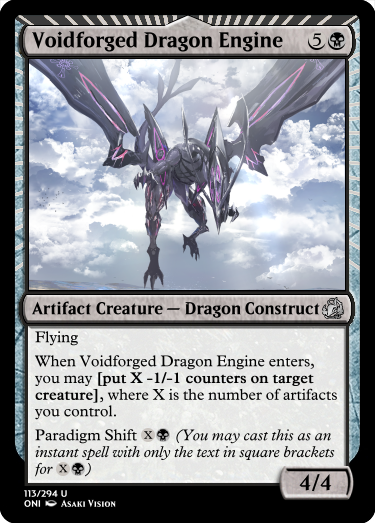 Voidforged Dragon Engine 5
Artifact Creature — Dragon Construct
Flying
When Voidforged Dragon Engine enters,
you may [put X -1/-1 counters on target
creature], where X is the number of artifacts
you control.
Paradigm Shift X (You may cast this as an
instant spell with only the text in square brackets
for X)
4/4
113/294 U
ONI Asaki Vision